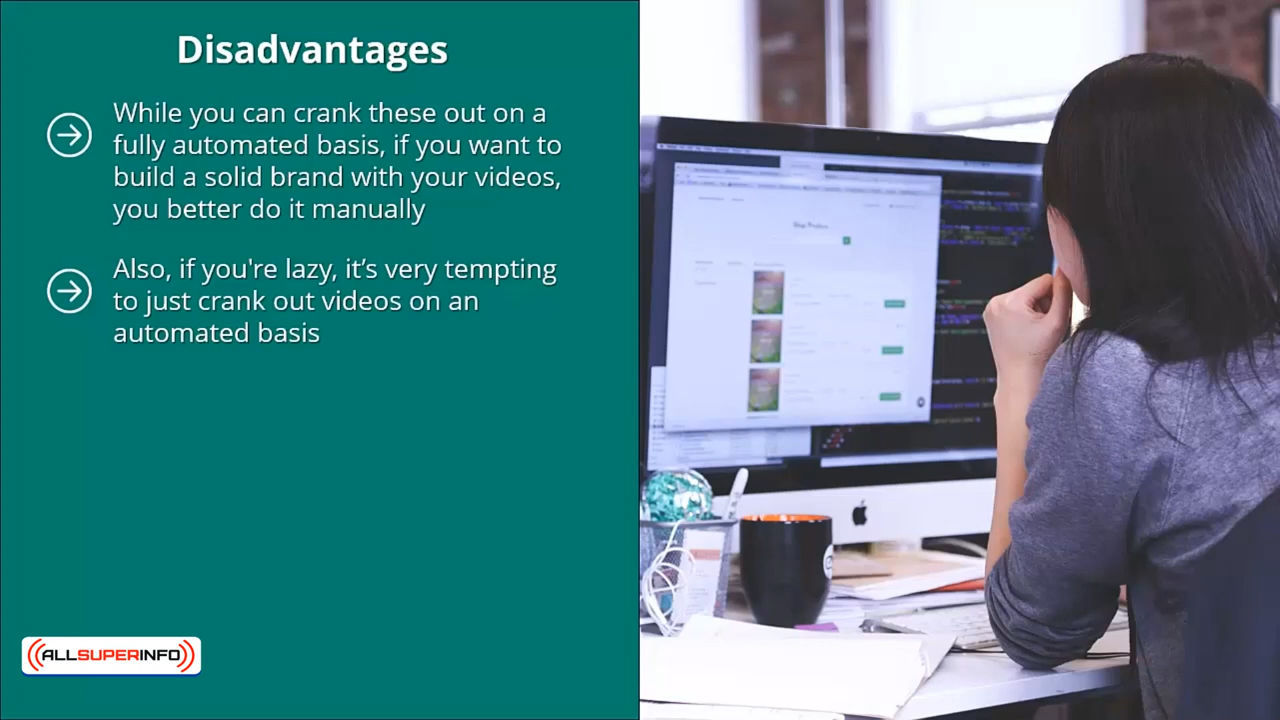 Disadvantages
While you can crank these out on a
fully automated basis, if you want to
build a solid brand with your videos,
you better do it manually
Also, if you're lazy, it’s very tempting
to just crank out videos on an
automated basis
ALLSUPERINFO